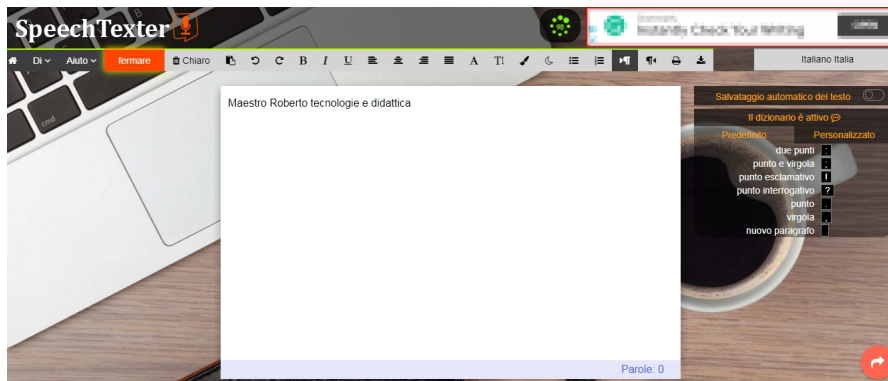 SpeechTexter
98
Di
Aiuto
fermare
Chiaro
B I U
A T!
Italiano Italia
cmd
Maestro Roberto tecnologie e didattica
Parole: 0
Salvataggio automatico del testo
Il dizionario è attivo
Predefinito Personalizzato
due punti :
punto e virgola ;
punto esclamativo !
punto interrogativo ?
punto .
virgola ,
nuovo paragrafo